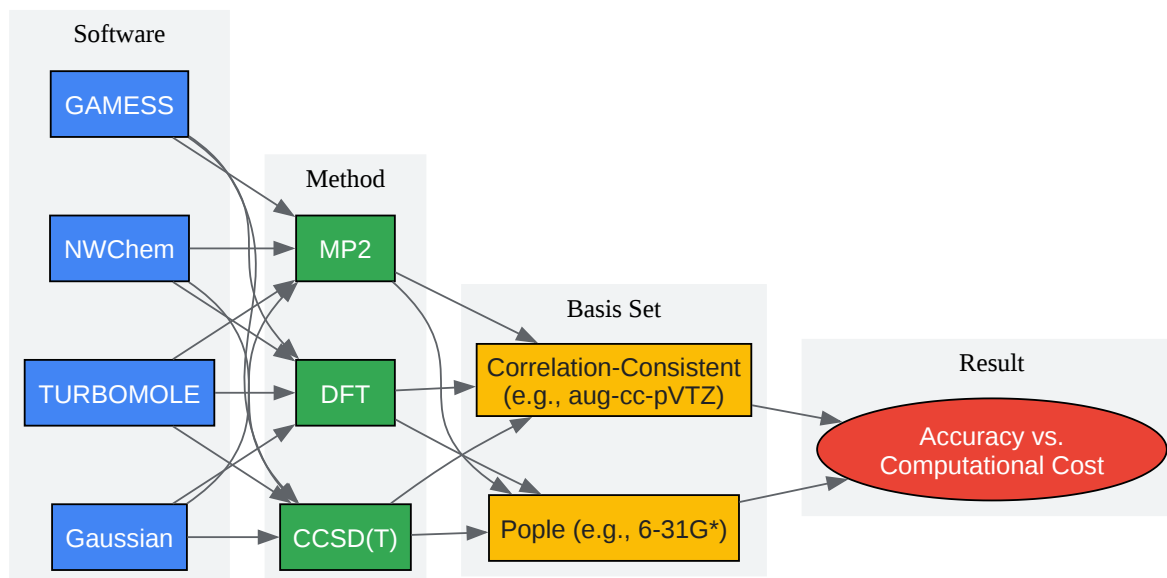 Software
GAMESS
NWChem
TURBOMOLE
Gaussian
Method
MP2
DFT
CCSD(T)
Basis Set
Correlation-Consistent
(e.g., aug-cc-pVTZ)
Pople (e.g., 6-31G*)
Result
Accuracy vs.
Computational Cost